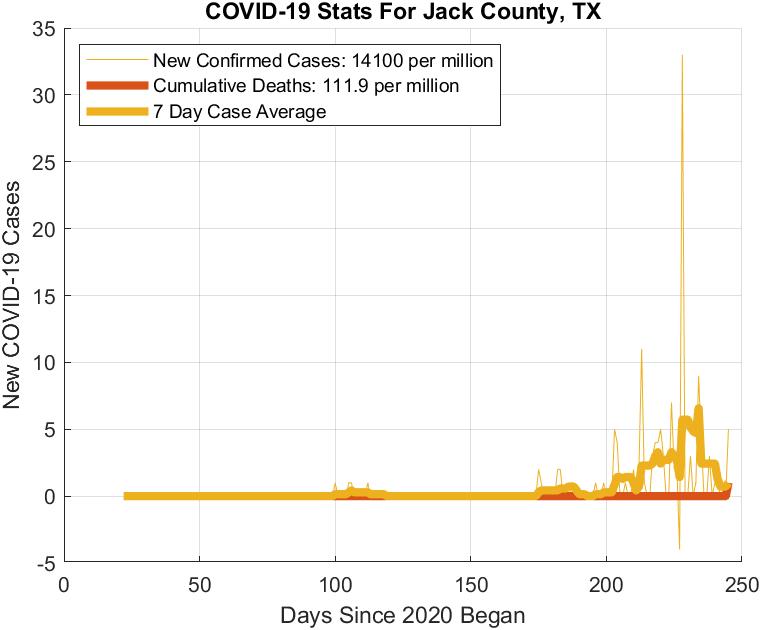 COVID-19 Stats For Jack County, TX
35
New Confirmed Cases: 14100 per million
Cumulative Deaths: 111.9 per million
7 Day Case Average
30
25
20
15
10
5
0
-5
New COVID-19 Cases
0 50 100 150 200 250
Days Since 2020 Began